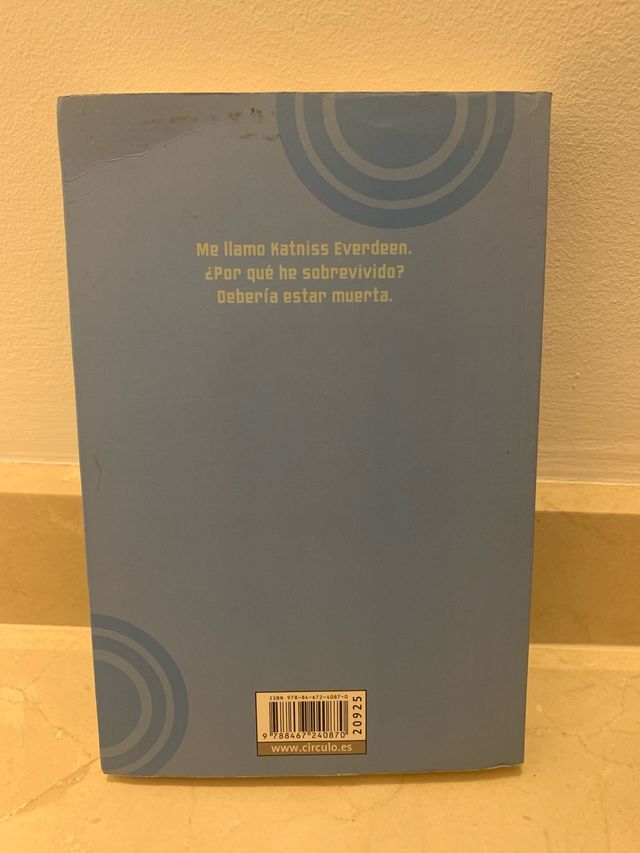 Me llamo Katniss Everdeen.
¿Por qué he sobrevivido?
Debería estar muerta.
ISBN 978-84-672-4087-0
9 788467 240870
20925
www.circulo.es